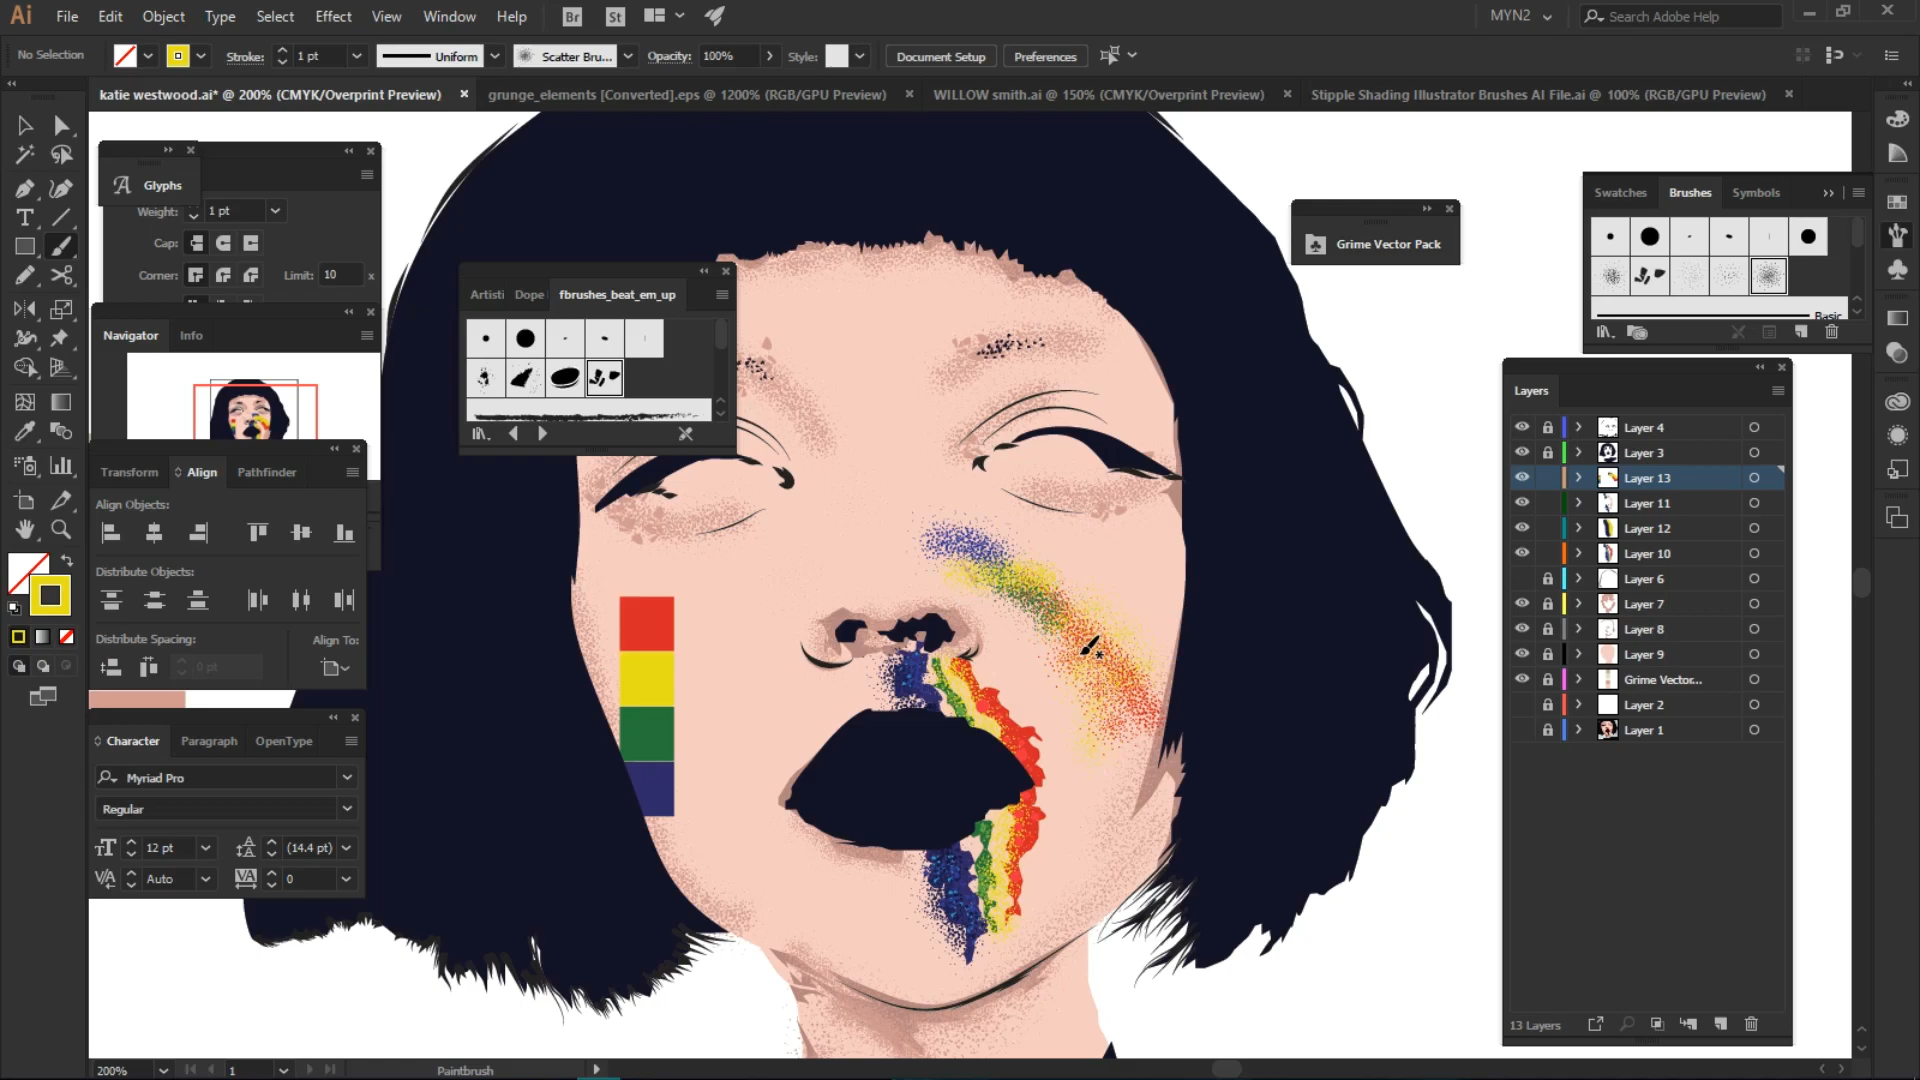 Ai File Edit Object Type Select Effect View Window Help Br St MYN2 Search Adobe Help
No Selection Stroke: 1 pt Uniform Scatter Bru... Opacity: 100% Style: Document Setup Preferences
katie westwood.ai* @ 200% (CMYK/Overprint Preview) grunge_elements [Converted].eps @ 1200% (RGB/GPU Preview) WILLOW smith.ai @ 150% (CMYK/Overprint Preview) Stipple Shading Illustrator Brushes AI File.ai @ 100% (RGB/GPU Preview)
Glyphs
Weight: 1 pt
Cap:
Corner: Limit: 10 x
Navigator Info
Transform Align Pathfinder
Align Objects:
Distribute Objects:
Distribute Spacing: Align To:
0 pt
Character Paragraph OpenType
Myriad Pro
Regular
12 pt (14.4 pt)
Auto 0
Artisti Dope fbrushes_beat_em_up
Grime Vector Pack
Swatches Brushes Symbols
Basic
Layers
Layer 4
Layer 3
Layer 13
Layer 11
Layer 12
Layer 10
Layer 6
Layer 7
Layer 8
Layer 9
Grime Vector...
Layer 2
Layer 1
13 Layers
200% 1 Paintbrush